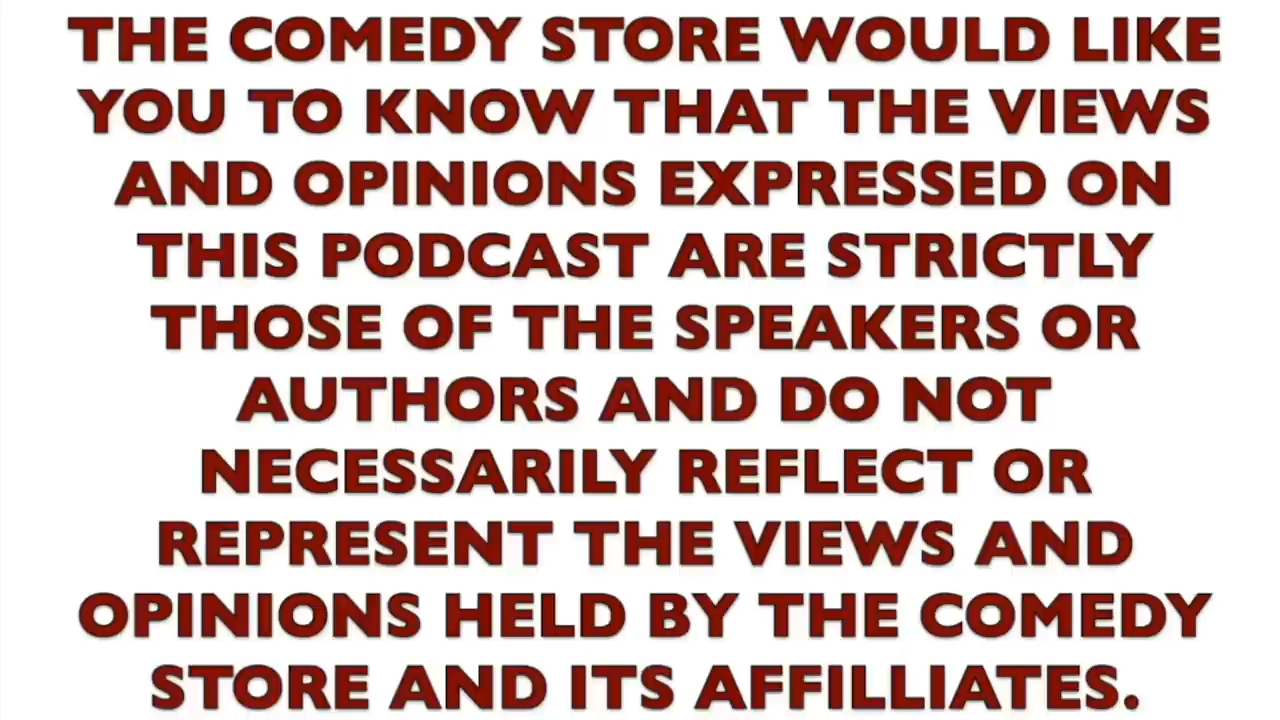 THE COMEDY STORE WOULD LIKE
YOU TO KNOW THAT THE VIEWS
AND OPINIONS EXPRESSED ON
THIS PODCAST ARE STRICTLY
THOSE OF THE SPEAKERS OR
AUTHORS AND DO NOT
NECESSARILY REFLECT OR
REPRESENT THE VIEWS AND
OPINIONS HELD BY THE COMEDY
STORE AND ITS AFFILLIATES.